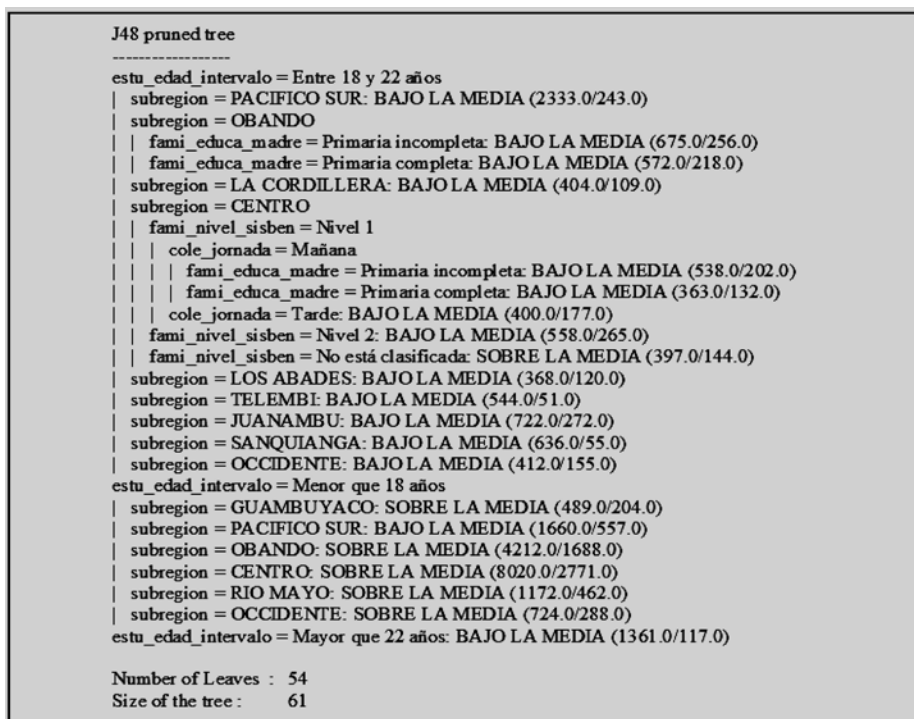 J48 pruned tree
------------------
estu_edad_intervalo = Entre 18 y 22 años
| subregion = PACIFICO SUR: BAJO LA MEDIA (2333.0/243.0)
| subregion = OBANDO
| | fami_educa_madre = Primaria incompleta: BAJO LA MEDIA (675.0/256.0)
| | fami_educa_madre = Primaria completa: BAJO LA MEDIA (572.0/218.0)
| subregion = LA CORDILLERA: BAJO LA MEDIA (404.0/109.0)
| subregion = CENTRO
| | fami_nivel_sisben = Nivel 1
| | | cole_jornada = Mañana
| | | | fami_educa_madre = Primaria incompleta: BAJO LA MEDIA (538.0/202.0)
| | | | fami_educa_madre = Primaria completa: BAJO LA MEDIA (363.0/132.0)
| | | cole_jornada = Tarde: BAJO LA MEDIA (400.0/177.0)
| | fami_nivel_sisben = Nivel 2: BAJO LA MEDIA (558.0/265.0)
| | fami_nivel_sisben = No está clasificada: SOBRE LA MEDIA (397.0/144.0)
| subregion = LOS ABADES: BAJO LA MEDIA (368.0/120.0)
| subregion = TELEMBI: BAJO LA MEDIA (544.0/51.0)
| subregion = JUANAMBU: BAJO LA MEDIA (722.0/272.0)
| subregion = SANQUIANGA: BAJO LA MEDIA (636.0/55.0)
| subregion = OCCIDENTE: BAJO LA MEDIA (412.0/155.0)
estu_edad_intervalo = Menor que 18 años
| subregion = GUAMBUYACO: SOBRE LA MEDIA (489.0/204.0)
| subregion = PACIFICO SUR: BAJO LA MEDIA (1660.0/557.0)
| subregion = OBANDO: SOBRE LA MEDIA (4212.0/1688.0)
| subregion = CENTRO: SOBRE LA MEDIA (8020.0/2771.0)
| subregion = RIO MAYO: SOBRE LA MEDIA (1172.0/462.0)
| subregion = OCCIDENTE: SOBRE LA MEDIA (724.0/288.0)
estu_edad_intervalo = Mayor que 22 años: BAJO LA MEDIA (1361.0/117.0)
Number of Leaves : 54
Size of the tree : 61